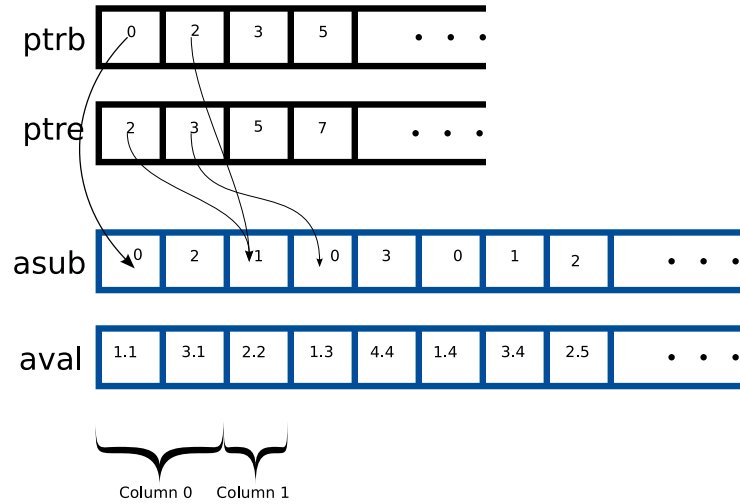 ptrb 0 2 3 5 . . .
ptre 2 3 5 7 . . .
asub 0 2 1 0 3 0 1 2 . . .
aval 1.1 3.1 2.2 1.3 4.4 1.4 3.4 2.5 . . .
Column 0 Column 1